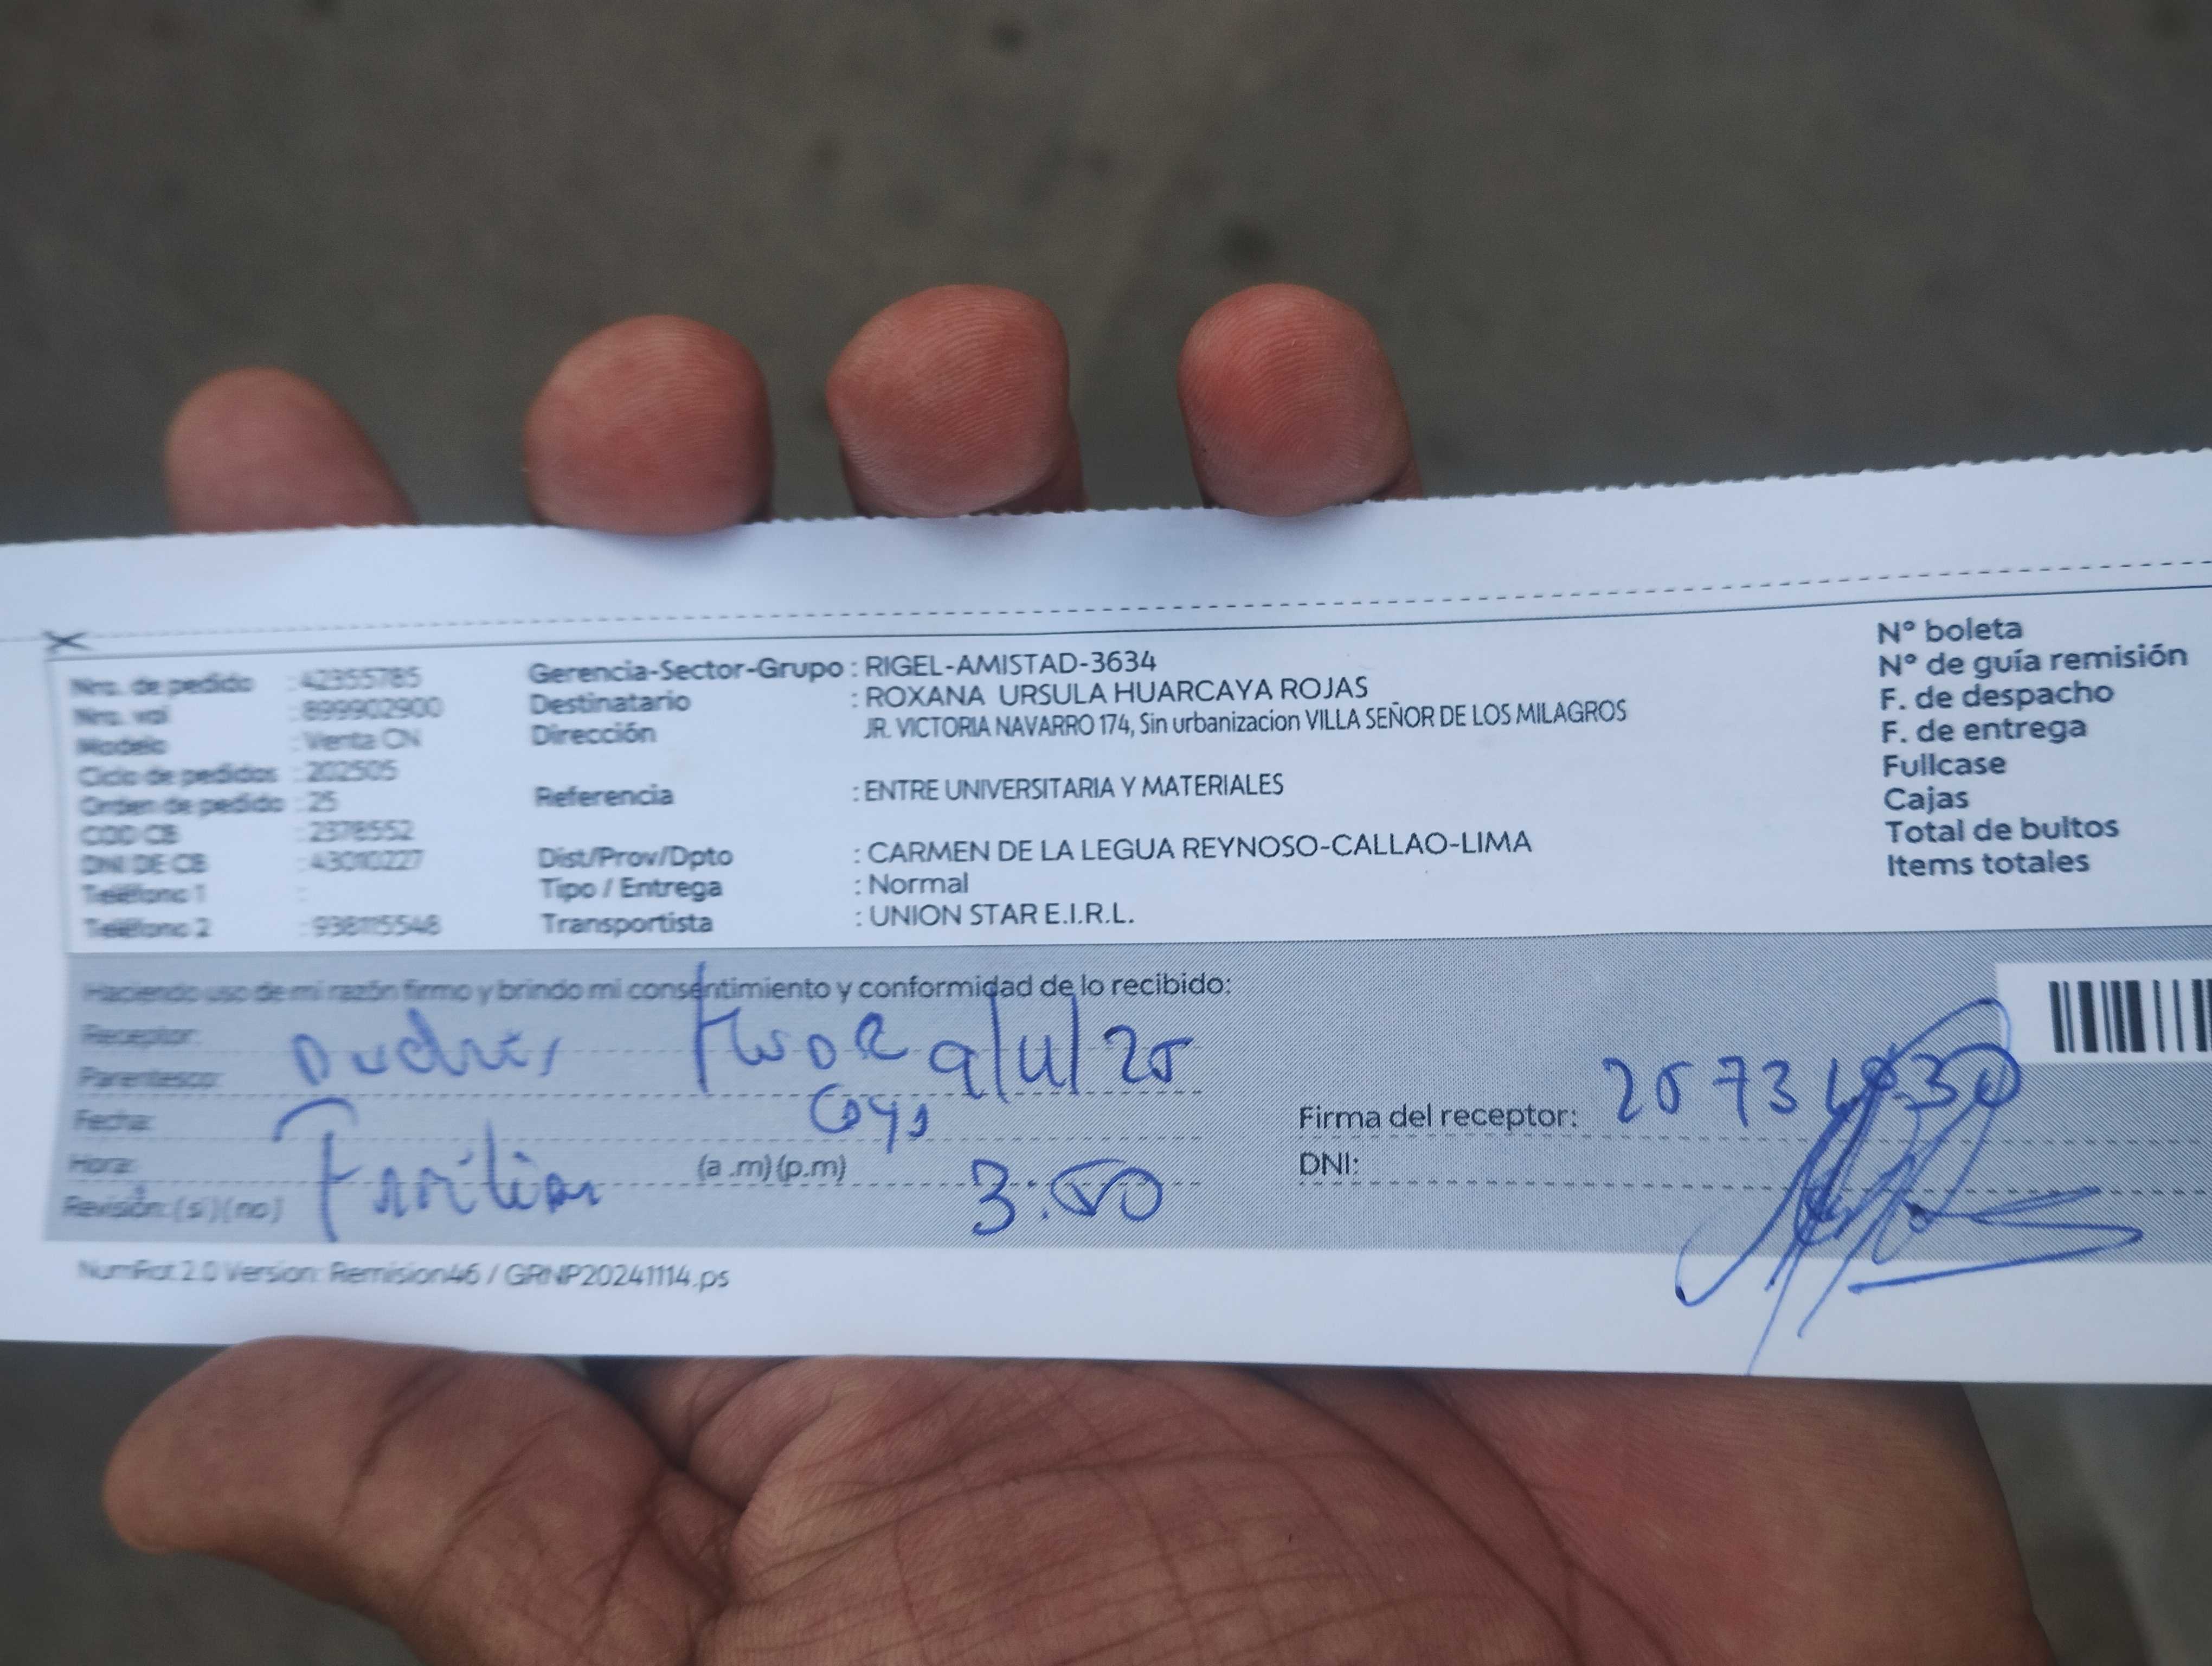 Nro. de pedido : 42355785
Nro. val : 899902900
Modelo : Venta CN
Ciclo de pedidos : 202505
Orden de pedido : 25
COD CB : 2378552
DNI DE CB : 43010227
Teléfono 1 :
Teléfono 2 : 938115548
Gerencia-Sector-Grupo : RIGEL-AMISTAD-3634
Destinatario : ROXANA URSULA HUARCAYA ROJAS
Dirección JR. VICTORIA NAVARRO 174, Sin urbanizacion VILLA SEÑOR DE LOS MILAGROS
Referencia : ENTRE UNIVERSITARIA Y MATERIALES
Dist/Prov/Dpto : CARMEN DE LA LEGUA REYNOSO-CALLAO-LIMA
Tipo / Entrega : Normal
Transportista : UNION STAR E.I.R.L.
N° boleta
N° de guía remisión
F. de despacho
F. de entrega
Fullcase
Cajas
Total de bultos
Items totales
Haciendo uso de mi razón firmo y brindo mi consentimiento y conformidad de lo recibido:
Receptor:
Parentesco:
Fecha:
Hora: (a .m) (p.m) 3:50
Revisión: (si) (no) Familiar
Firma del receptor:
DNI:
NumRot 2.0 Version: Remision46 / GRNP20241114.ps